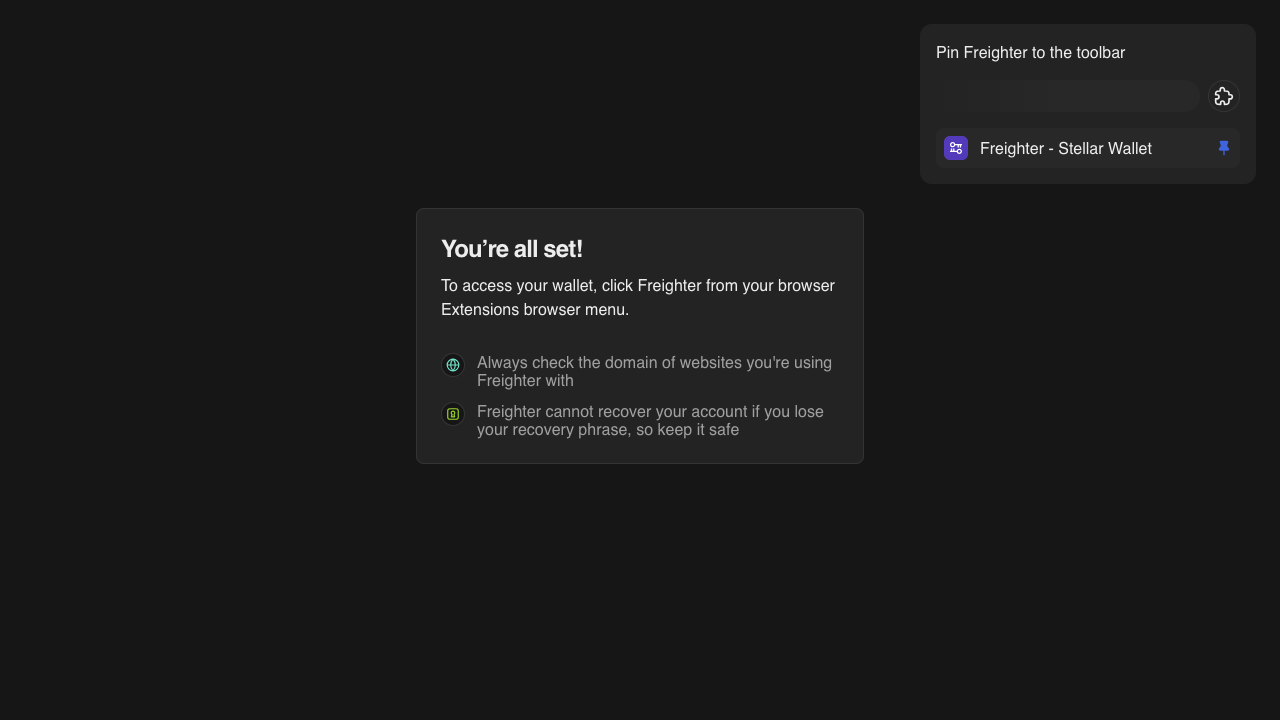 Pin Freighter to the toolbar
Freighter - Stellar Wallet
You’re all set!
To access your wallet, click Freighter from your browser
Extensions browser menu.
Always check the domain of websites you're using
Freighter with
Freighter cannot recover your account if you lose
your recovery phrase, so keep it safe